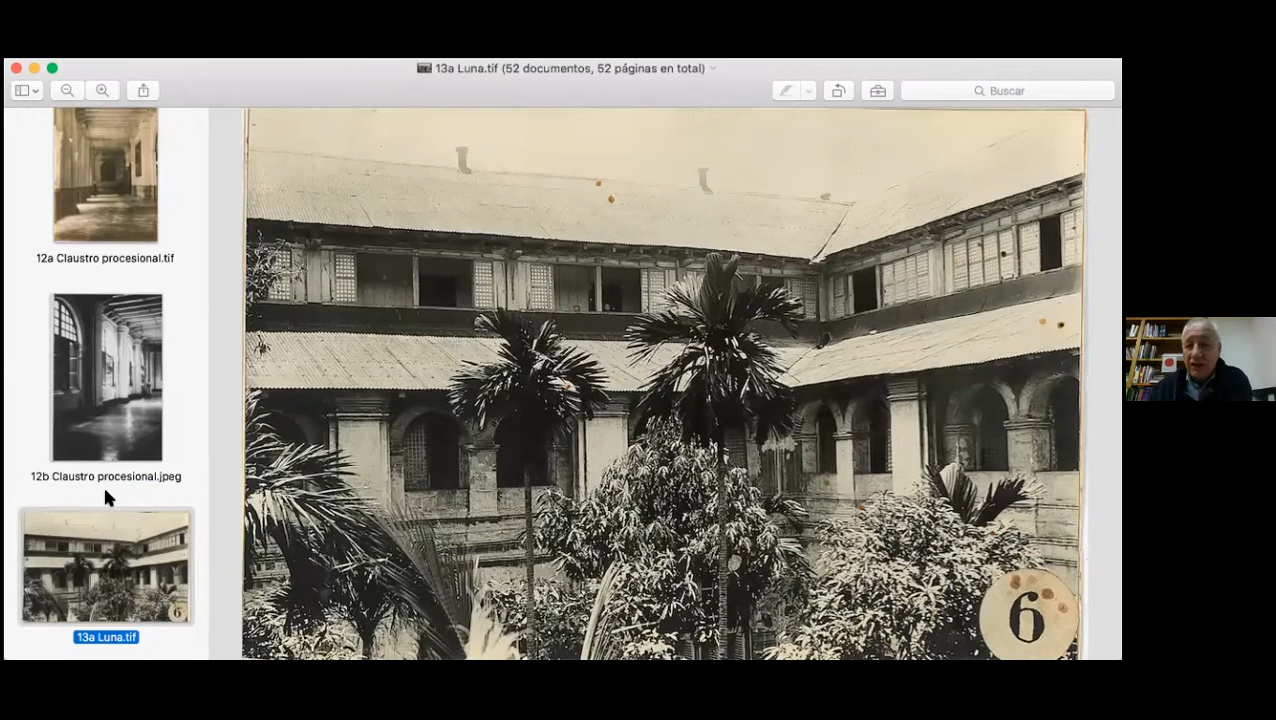 13a Luna.tif (52 documentos, 52 páginas en total)
Buscar
12a Claustro procesional.tif
12b Claustro procesional.jpeg
13a Luna.tif
6